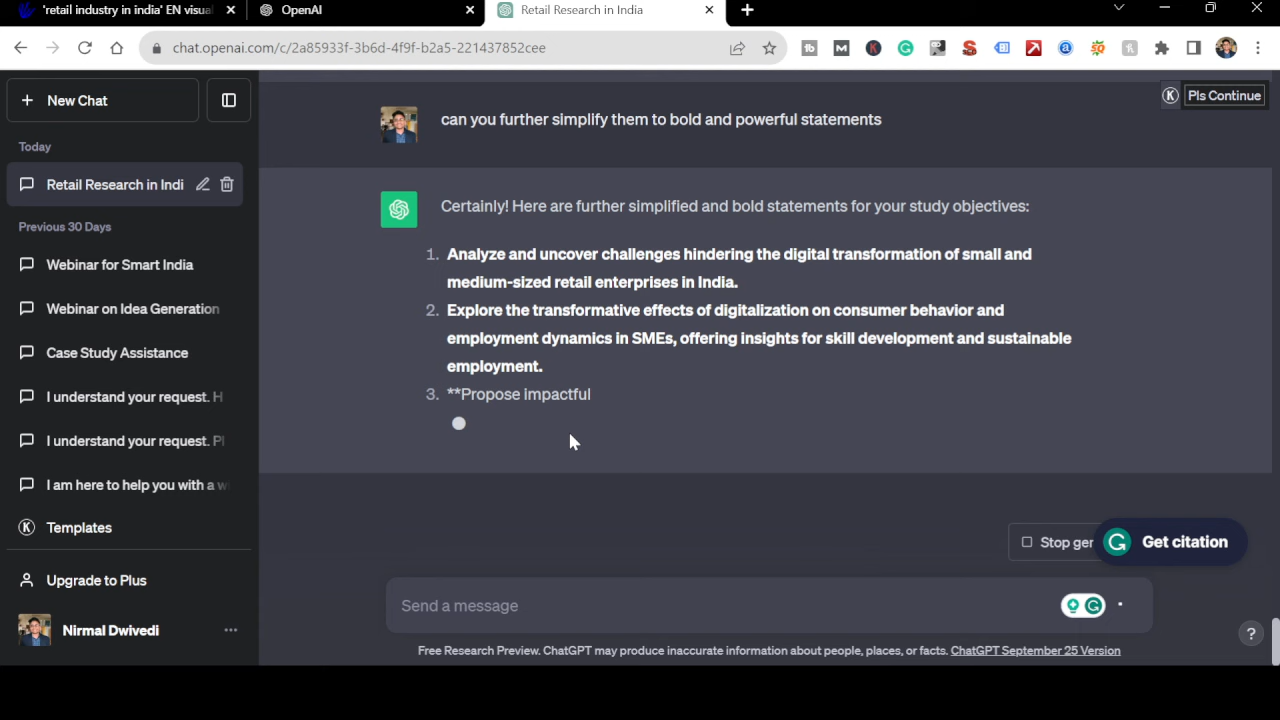 'retail industry in india' EN visua
OpenAI
Retail Research in India
chat.openai.com/c/2a85933f-3b6d-4f9f-b2a5-221437852cee
New Chat
Today
Retail Research in Indi
Previous 30 Days
Webinar for Smart India
Webinar on Idea Generation
Case Study Assistance
I understand your request. H
I understand your request. Pl
I am here to help you with a w
Templates
Upgrade to Plus
Nirmal Dwivedi
Pls Continue
can you further simplify them to bold and powerful statements
Certainly! Here are further simplified and bold statements for your study objectives:
1. Analyze and uncover challenges hindering the digital transformation of small and
medium-sized retail enterprises in India.
2. Explore the transformative effects of digitalization on consumer behavior and
employment dynamics in SMEs, offering insights for skill development and sustainable
employment.
3. **Propose impactful
Stop ger
Get citation
Send a message
Free Research Preview. ChatGPT may produce inaccurate information about people, places, or facts. ChatGPT September 25 Version
?